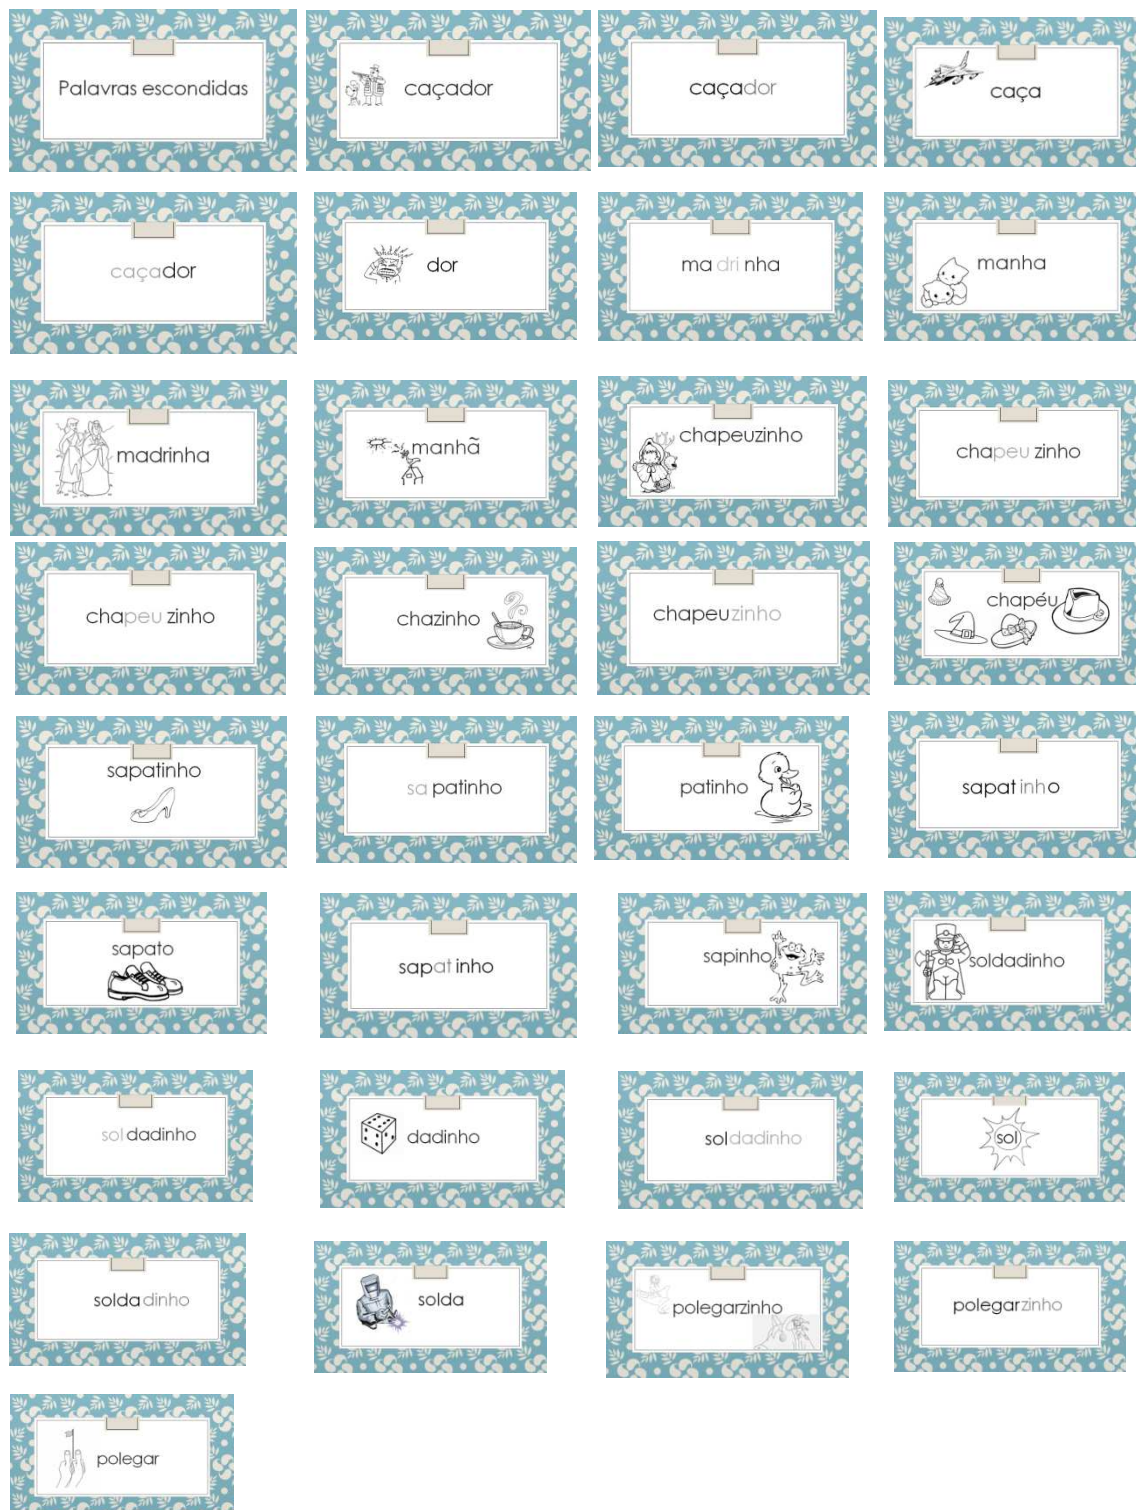 Palavras escondidas
caçador
caçador
caça
caçador
dor
ma dri nha
manha
madrinha
manhã
chapeuzinho
chapeu zinho
chapeu zinho
chazinho
chapeuzinho
chapéu
sapatinho
sa patinho
patinho
sapat inho
sapato
sapat inho
sapinho
soldadinho
sol dadinho
dadinho
soldadinho
sol
solda dinho
solda
polegarzinho
polegarzinho
polegar